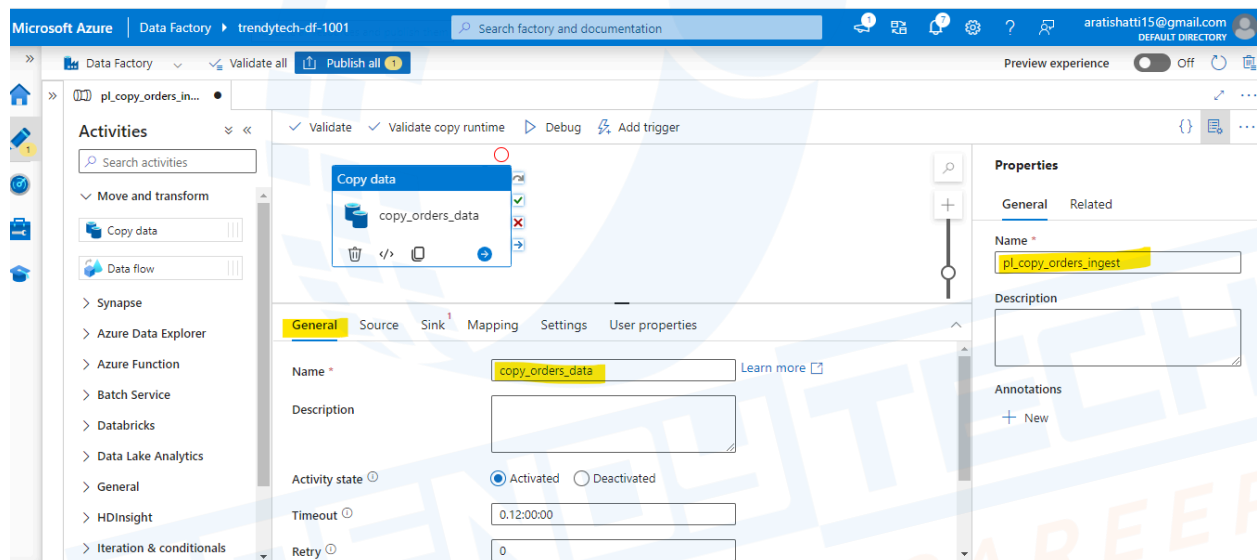 Microsoft Azure | Data Factory ▸ trendytech-df-1001
Search factory and documentation
1
7
aratishatti15@gmail.com
DEFAULT DIRECTORY
Data Factory
Validate all
Publish all 1
Preview experience
Off
pl_copy_orders_in...
1
Activities
Search activities
Move and transform
Copy data
Data flow
Synapse
Azure Data Explorer
Azure Function
Batch Service
Databricks
Data Lake Analytics
General
HDInsight
Iteration & conditionals
Validate
Validate copy runtime
Debug
Add trigger
Copy data
copy_orders_data
General
Source
Sink 1
Mapping
Settings
User properties
Name *
copy_orders_data
Learn more
Description
Activity state
Activated
Deactivated
Timeout
0.12:00:00
Retry
0
Properties
General
Related
Name *
pl_copy_orders_ingest
Description
Annotations
New